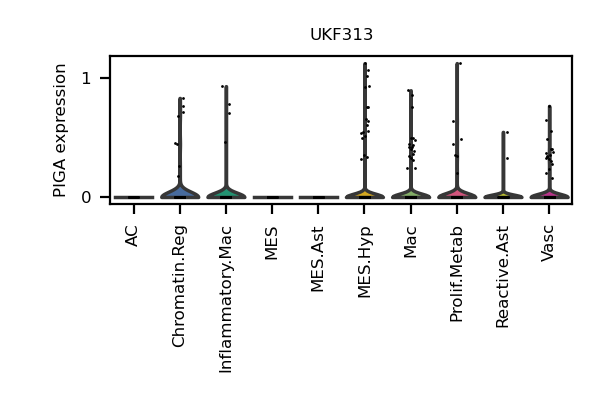 UKF313
PIGA expression
1
0
AC
Chromatin.Reg
Inflammatory.Mac
MES
MES.Ast
MES.Hyp
Mac
Prolif.Metab
Reactive.Ast
Vasc